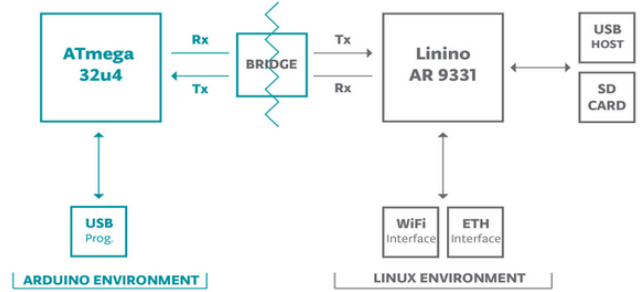 ATmega
32u4
Rx
Tx
BRIDGE
Tx
Rx
Linino
AR 9331
USB
HOST
SD
CARD
USB
Prog.
WiFi
Interface
ETH
Interface
ARDUINO ENVIRONMENT
LINUX ENVIRONMENT